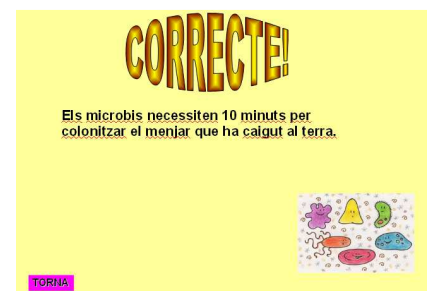 CORRECTE!
Els microbis necessiten 10 minuts per
colonitzar el menjar que ha caigut al terra.
TORNA